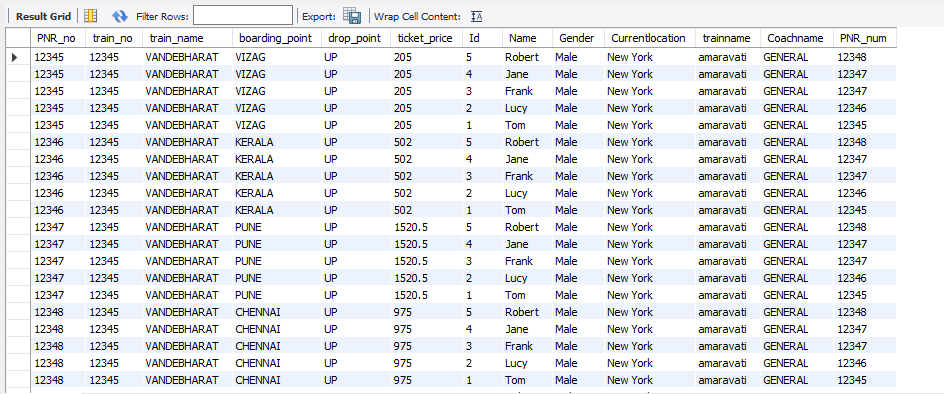 Result Grid Filter Rows: Export: Wrap Cell Content:
PNR_no train_no train_name boarding_point drop_point ticket_price Id Name Gender Currentlocation trainname Coachname PNR_num
12345 12345 VANDEBHARAT VIZAG UP 205 5 Robert Male New York amaravati GENERAL 12348
12345 12345 VANDEBHARAT VIZAG UP 205 4 Jane Male New York amaravati GENERAL 12347
12345 12345 VANDEBHARAT VIZAG UP 205 3 Frank Male New York amaravati GENERAL 12347
12345 12345 VANDEBHARAT VIZAG UP 205 2 Lucy Male New York amaravati GENERAL 12346
12345 12345 VANDEBHARAT VIZAG UP 205 1 Tom Male New York amaravati GENERAL 12345
12346 12345 VANDEBHARAT KERALA UP 502 5 Robert Male New York amaravati GENERAL 12348
12346 12345 VANDEBHARAT KERALA UP 502 4 Jane Male New York amaravati GENERAL 12347
12346 12345 VANDEBHARAT KERALA UP 502 3 Frank Male New York amaravati GENERAL 12347
12346 12345 VANDEBHARAT KERALA UP 502 2 Lucy Male New York amaravati GENERAL 12346
12346 12345 VANDEBHARAT KERALA UP 502 1 Tom Male New York amaravati GENERAL 12345
12347 12345 VANDEBHARAT PUNE UP 1520.5 5 Robert Male New York amaravati GENERAL 12348
12347 12345 VANDEBHARAT PUNE UP 1520.5 4 Jane Male New York amaravati GENERAL 12347
12347 12345 VANDEBHARAT PUNE UP 1520.5 3 Frank Male New York amaravati GENERAL 12347
12347 12345 VANDEBHARAT PUNE UP 1520.5 2 Lucy Male New York amaravati GENERAL 12346
12347 12345 VANDEBHARAT PUNE UP 1520.5 1 Tom Male New York amaravati GENERAL 12345
12348 12345 VANDEBHARAT CHENNAI UP 975 5 Robert Male New York amaravati GENERAL 12348
12348 12345 VANDEBHARAT CHENNAI UP 975 4 Jane Male New York amaravati GENERAL 12347
12348 12345 VANDEBHARAT CHENNAI UP 975 3 Frank Male New York amaravati GENERAL 12347
12348 12345 VANDEBHARAT CHENNAI UP 975 2 Lucy Male New York amaravati GENERAL 12346
12348 12345 VANDEBHARAT CHENNAI UP 975 1 Tom Male New York amaravati GENERAL 12345